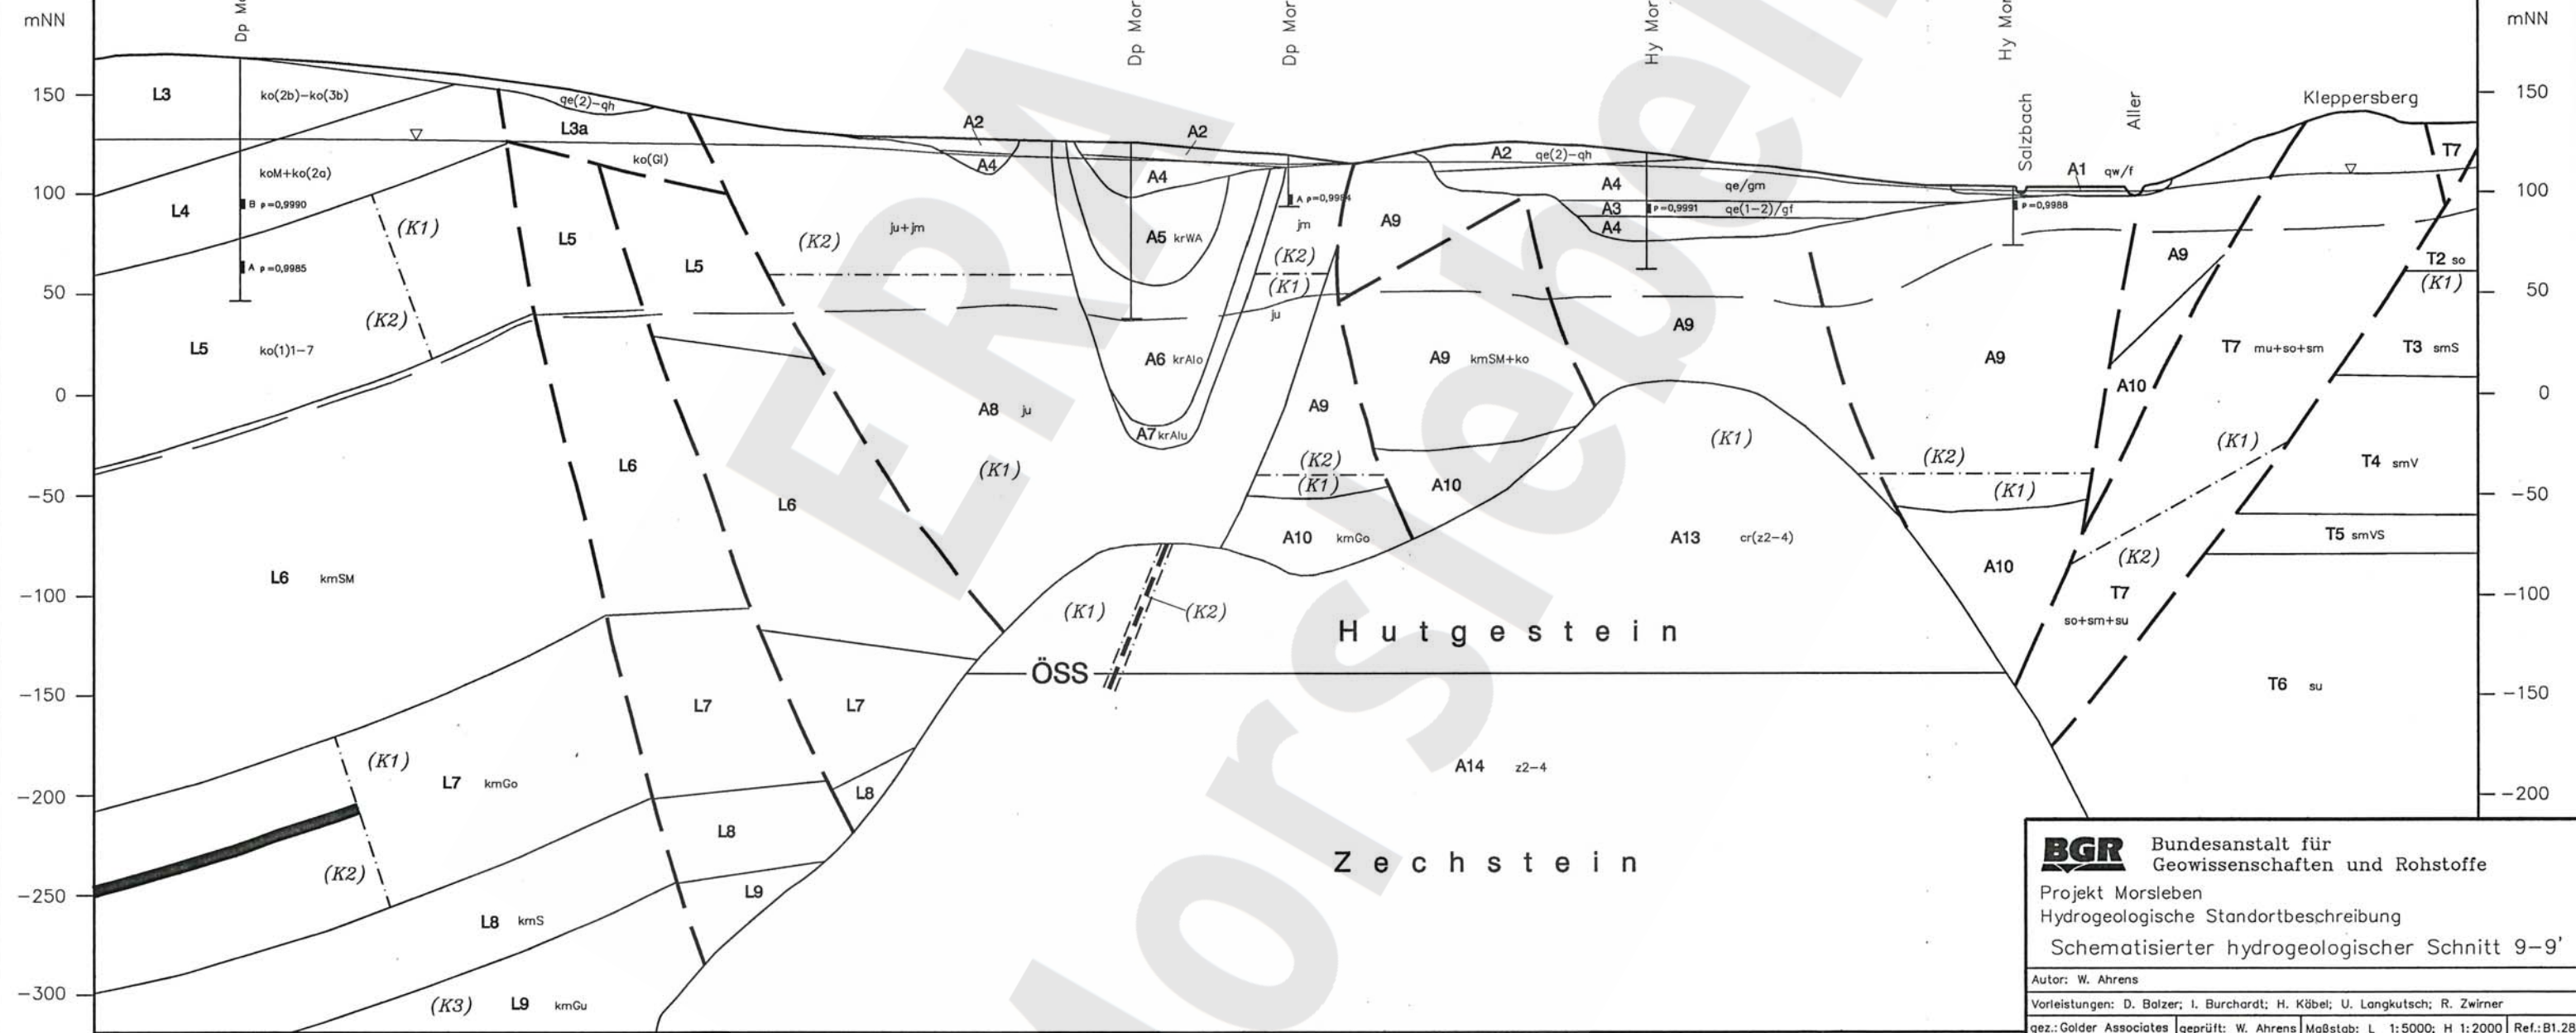 mNN
mNN
Dp Mo
Dp Mor
Dp Mor
Hy Mor
Hy Mor
150
100
50
0
-50
-100
-150
-200
-250
-300
150
100
50
0
-50
-100
-150
-200
L3 ko(2b)-ko(3b)
qe(2)-qh
L3a
ko(Gl)
koM+ko(2a)
L4
B ρ=0,9990
A ρ=0,9985
(K1)
(K2)
L5 ko(1)1-7
L5
L5
(K2)
ju+jm
A2
A4
A2
A4
A5 krWA
A6 krAlo
A7 krAlu
A ρ=0,9984
jm
(K2)
(K1)
ju
A8 ju
(K1)
A9
A9
(K2)
(K1)
A10 kmGo
A2 qe(2)-qh
A4 qe/gm
A3 ρ=0,9991 qe(1-2)/gf
A4
A9
A9 kmSM+ko
A10
(K1)
A13 cr(z2-4)
Salzbach
Aller
Kleppersberg
A1 qw/f
ρ=0,9988
A9
A9
(K2)
(K1)
A10
A10
T7
T2 so
(K1)
T7 mu+so+sm
T3 smS
(K1)
T4 smV
T5 smVS
(K2)
T7
so+sm+su
T6 su
L6 kmSM
L6
L6
(K1)
(K2)
Hutgestein
ÖSS
L7
L7
(K1)
L7 kmGo
(K2)
L8
L8
L8 kmS
L9
(K3) L9 kmGu
A14 z2-4
Zechstein
ERA
Morsleben
BGR Bundesanstalt für
Geowissenschaften und Rohstoffe
Projekt Morsleben
Hydrogeologische Standortbeschreibung
Schematisierter hydrogeologischer Schnitt 9-9'
Autor: W. Ahrens
Vorleistungen: D. Balzer; I. Burchardt; H. Käbel; U. Langkutsch; R. Zwirner
gez.: Golder Associates geprüft: W. Ahrens Maßstab: L 1:5000; H 1:2000 Ref.: B1.28